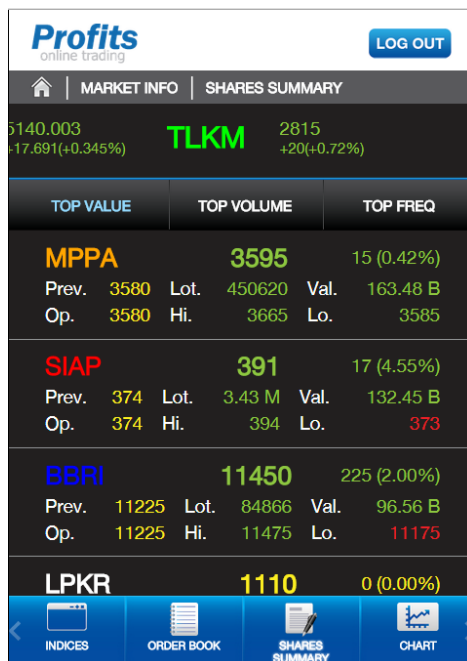 Profits
online trading
LOG OUT
MARKET INFO | SHARES SUMMARY
5140.003 TLKM 2815
+17.691(+0.345%) +20(+0.72%)
TOP VALUE TOP VOLUME TOP FREQ
MPPA 3595 15 (0.42%)
Prev. 3580 Lot. 450620 Val. 163.48 B
Op. 3580 Hi. 3665 Lo. 3585
SIAP 391 17 (4.55%)
Prev. 374 Lot. 3.43 M Val. 132.45 B
Op. 374 Hi. 394 Lo. 373
BBRI 11450 225 (2.00%)
Prev. 11225 Lot. 84866 Val. 96.56 B
Op. 11225 Hi. 11475 Lo. 11175
LPKR 1110 0 (0.00%)
INDICES ORDER BOOK SHARES SUMMARY CHART